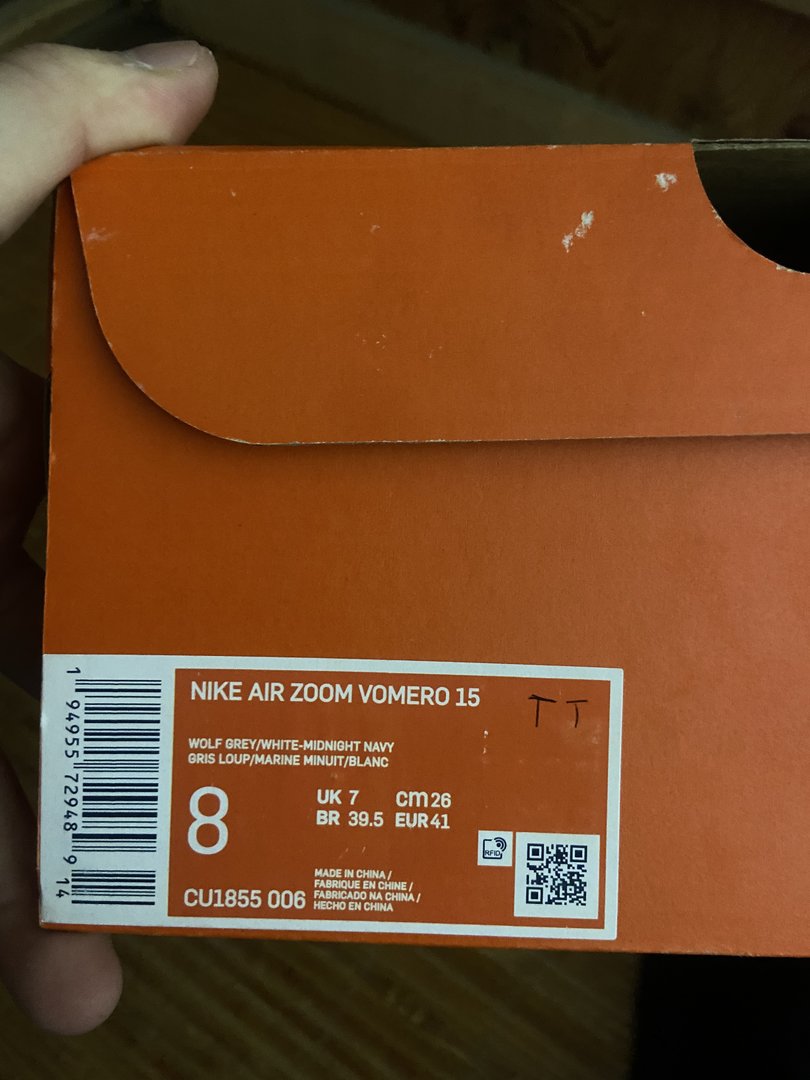 NIKE AIR ZOOM VOMERO 15
TT
WOLF GREY/WHITE-MIDNIGHT NAVY
GRIS LOUP/MARINE MINUIT/BLANC
8
UK 7 cm 26
BR 39.5 EUR 41
RFID
CU1855 006
MADE IN CHINA /
FABRIQUE EN CHINE /
FABRICADO NA CHINA /
HECHO EN CHINA
1 94955 72948 9 14